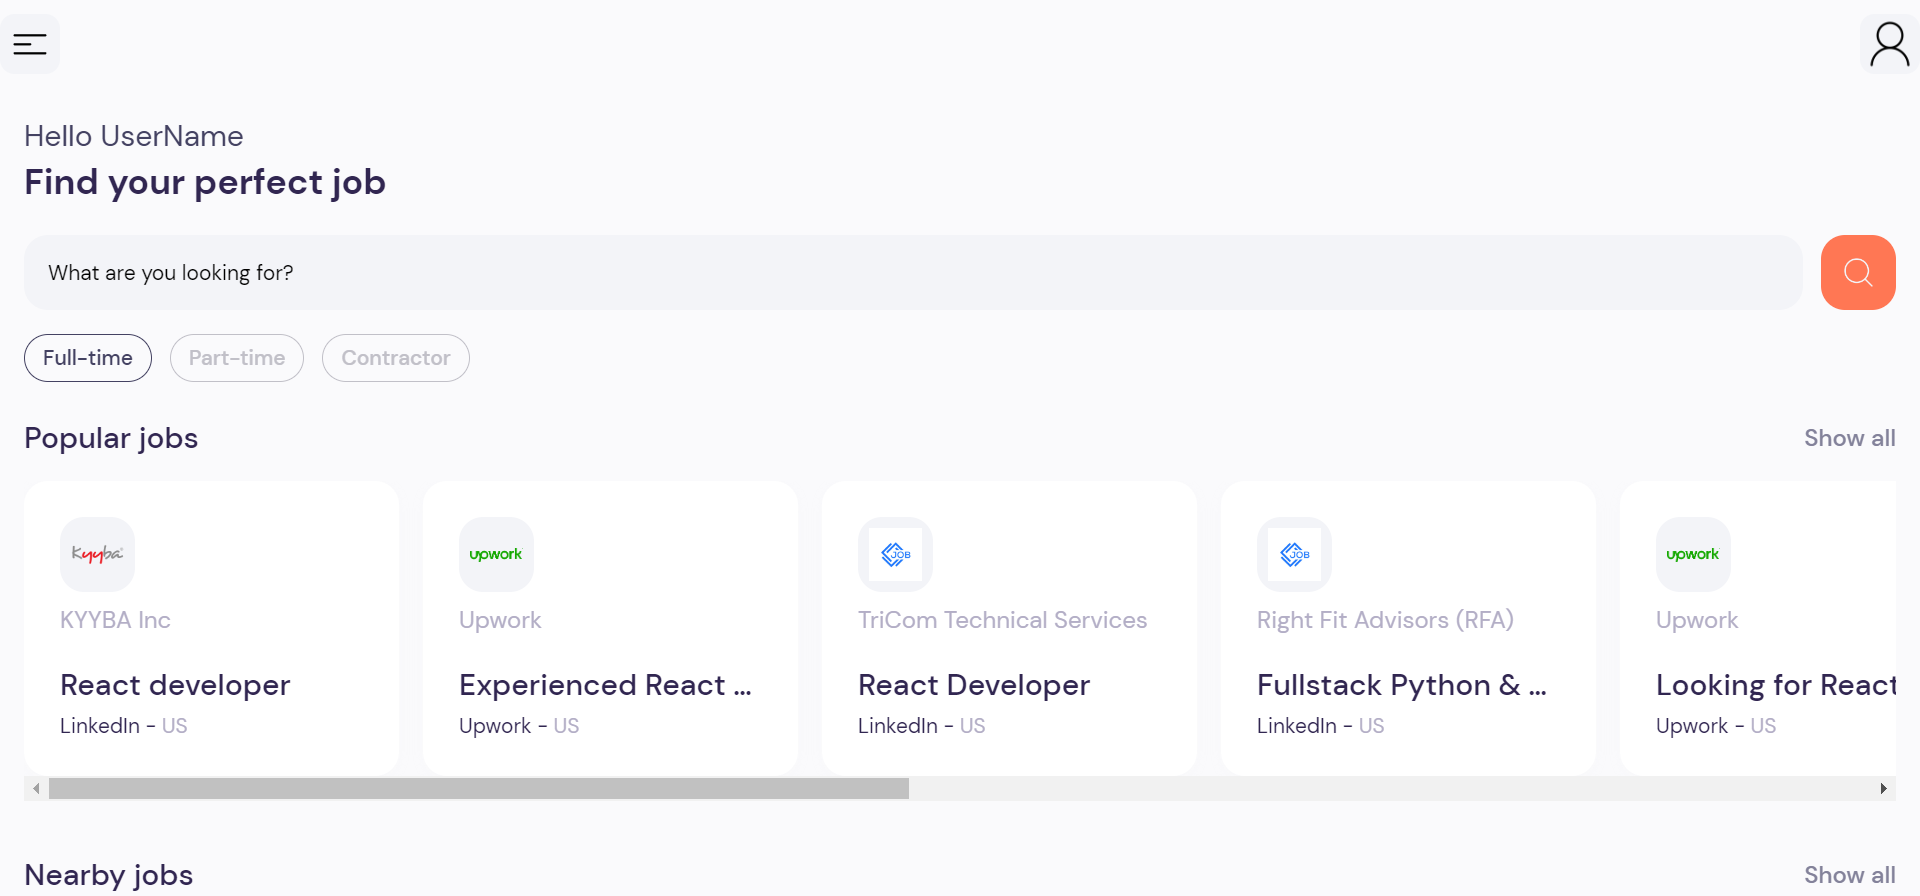 Hello UserName
Find your perfect job
What are you looking for?
Full-time Part-time Contractor
Popular jobs Show all
Kyyba upwork JOB JOB upwork
KYYBA Inc Upwork TriCom Technical Services Right Fit Advisors (RFA) Upwork
React developer Experienced React ... React Developer Fullstack Python & ... Looking for React
LinkedIn - US Upwork - US LinkedIn - US LinkedIn - US Upwork - US
Nearby jobs Show all